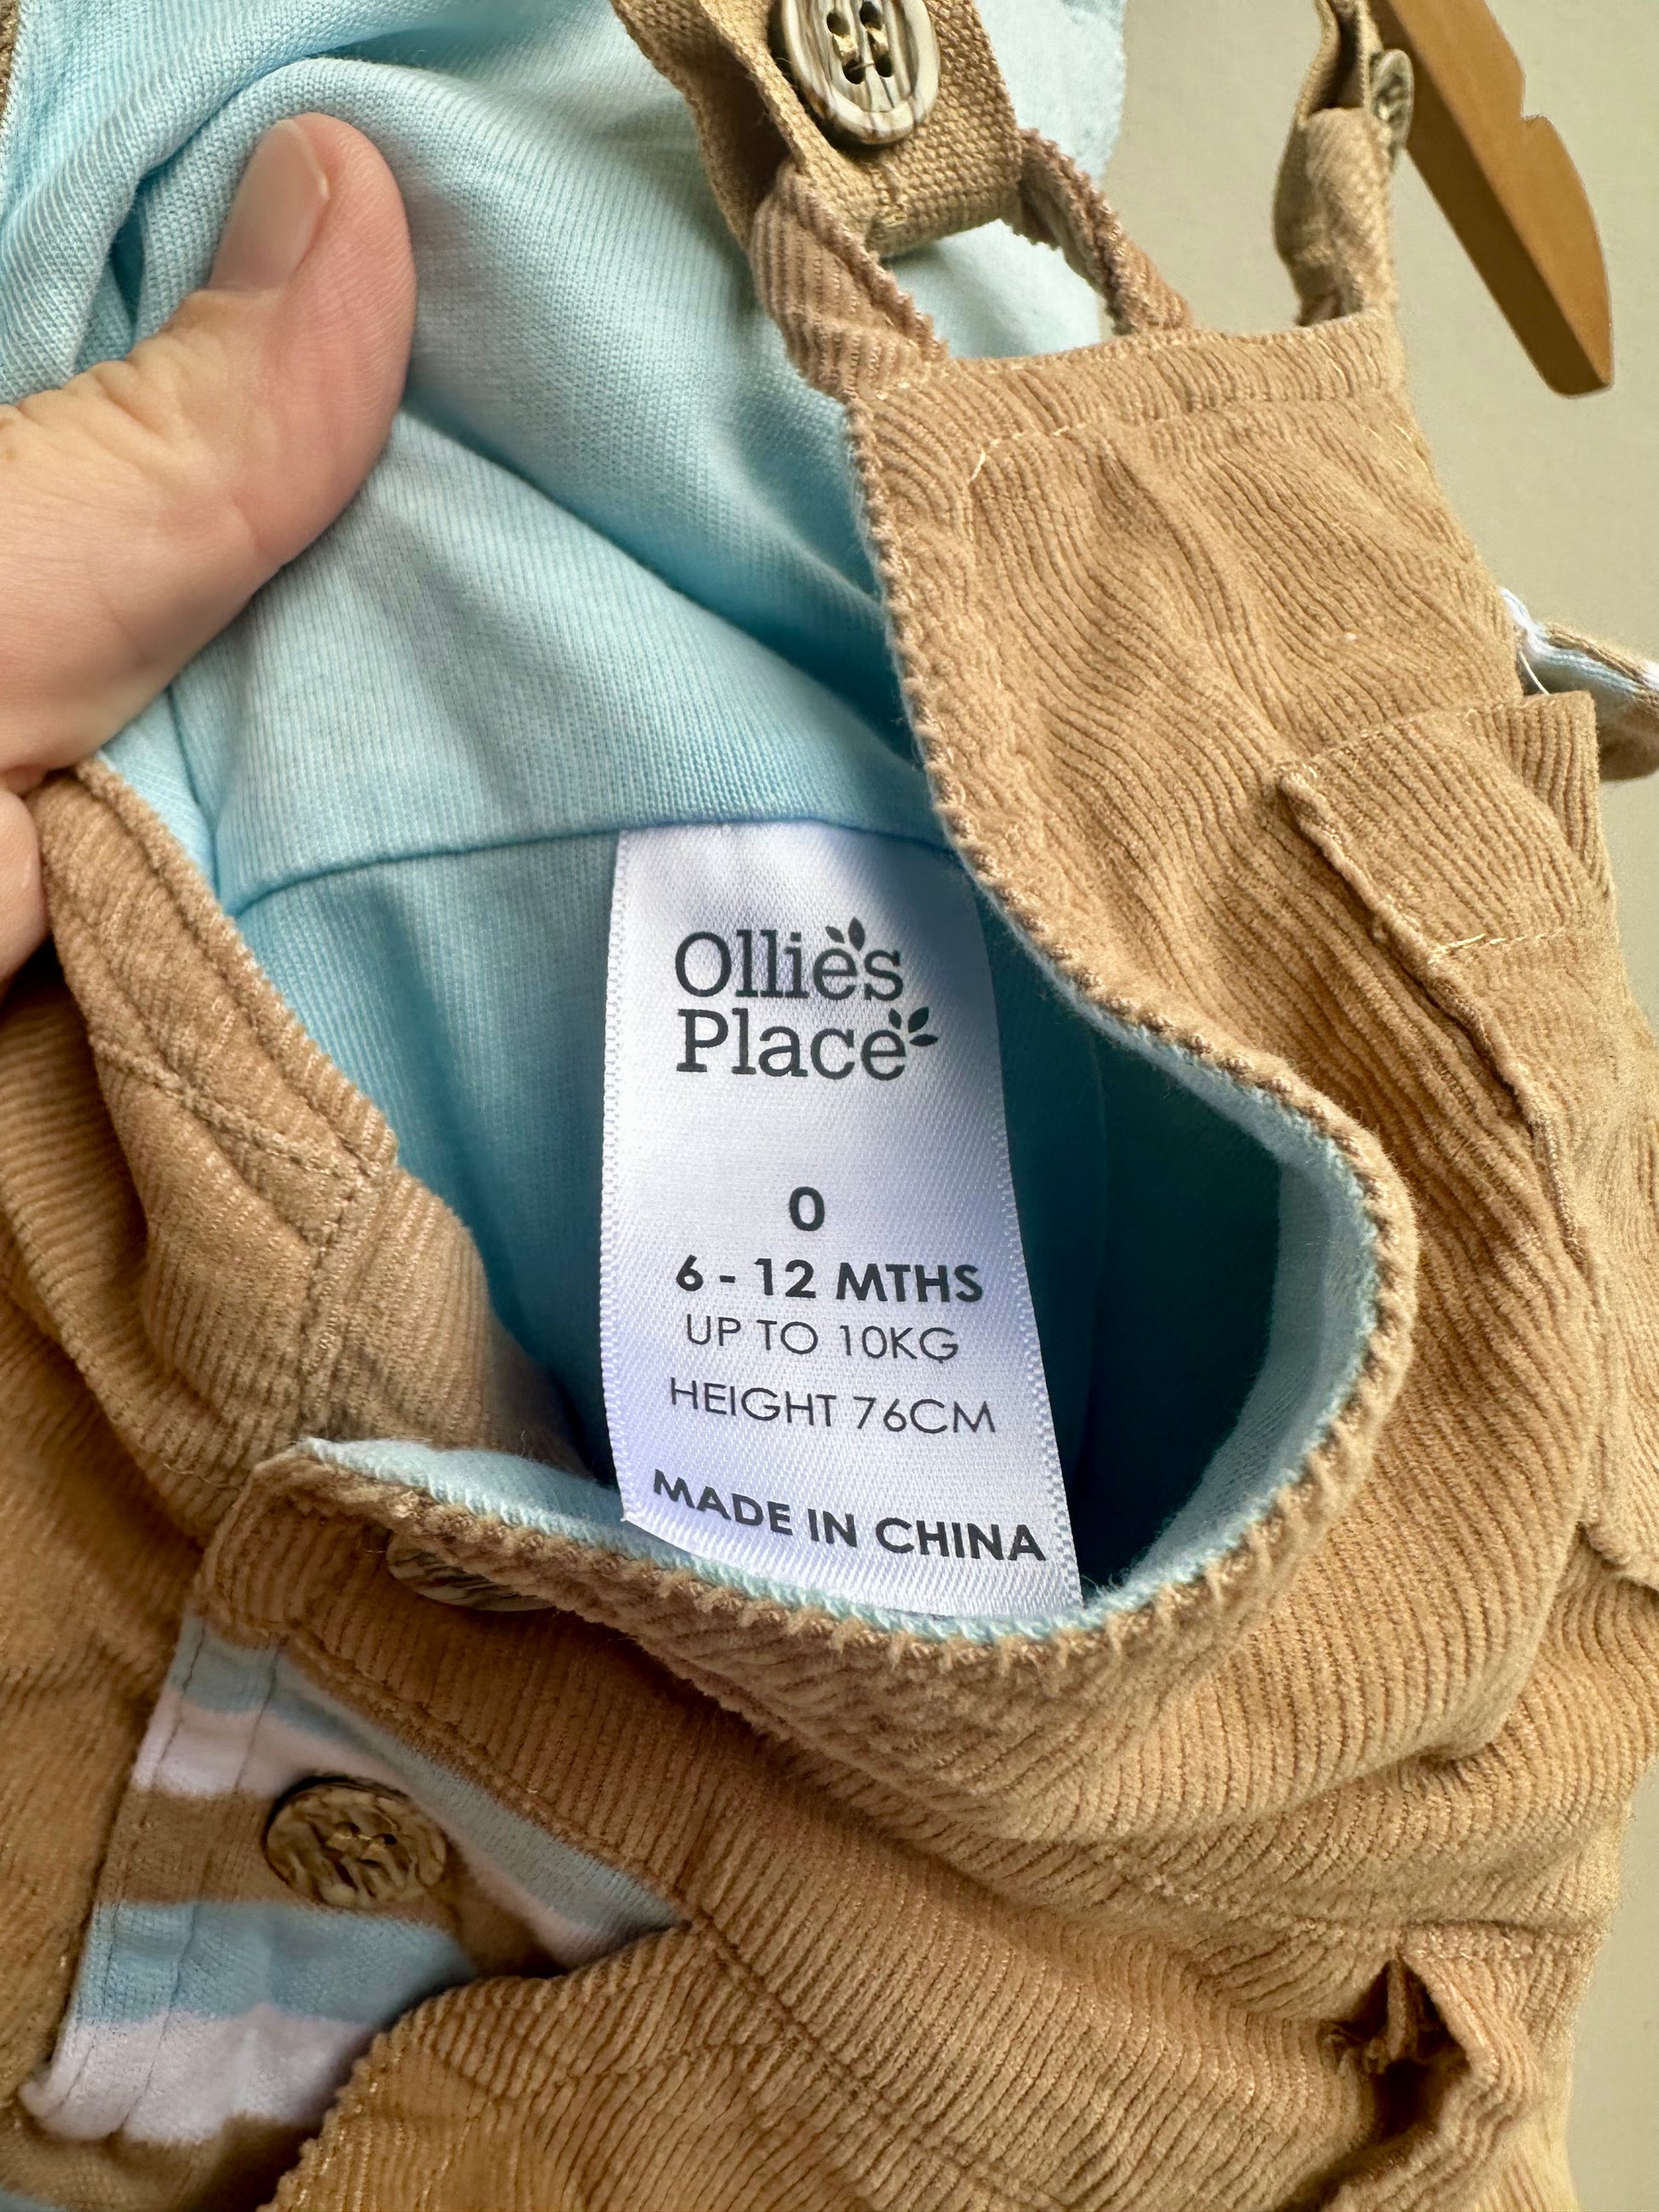 Ollie's
Place
0
6 - 12 MTHS
UP TO 10KG
HEIGHT 76CM
MADE IN CHINA